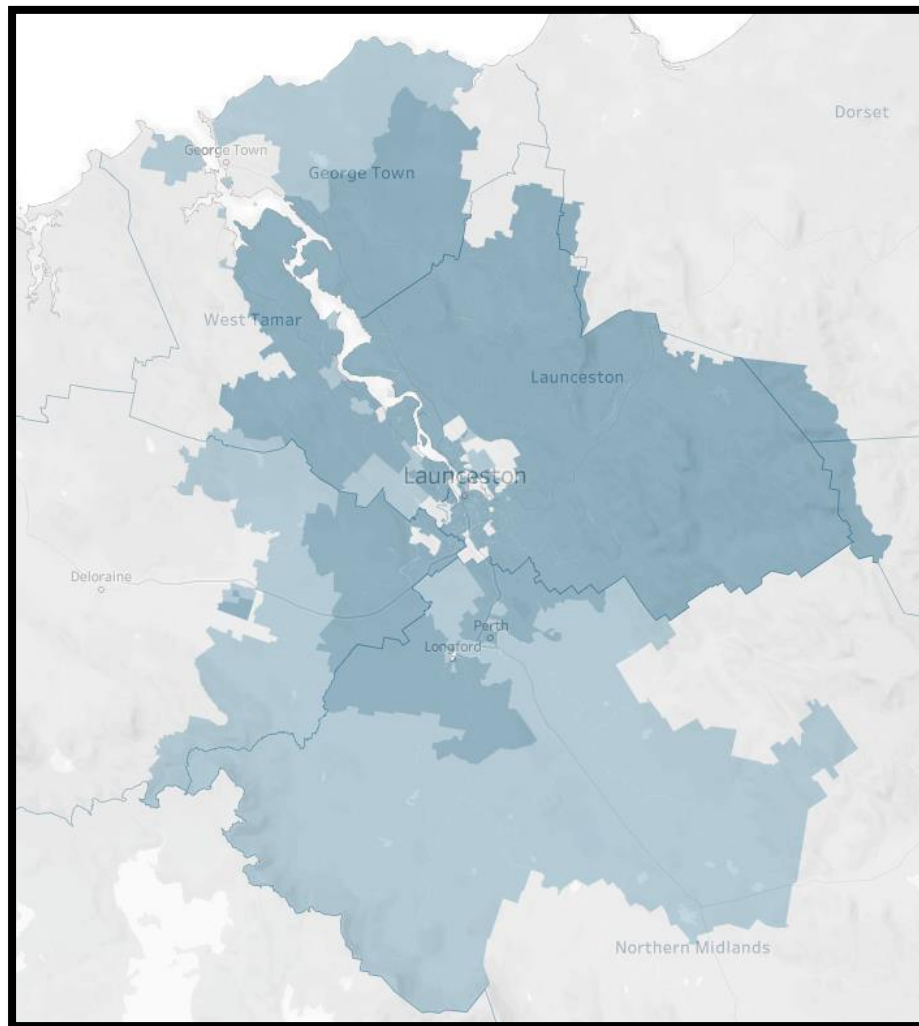 Dorset
George Town
George Town
West Tamar
Launceston
Launceston
Deloraine
Perth
Longford
Northern Midlands